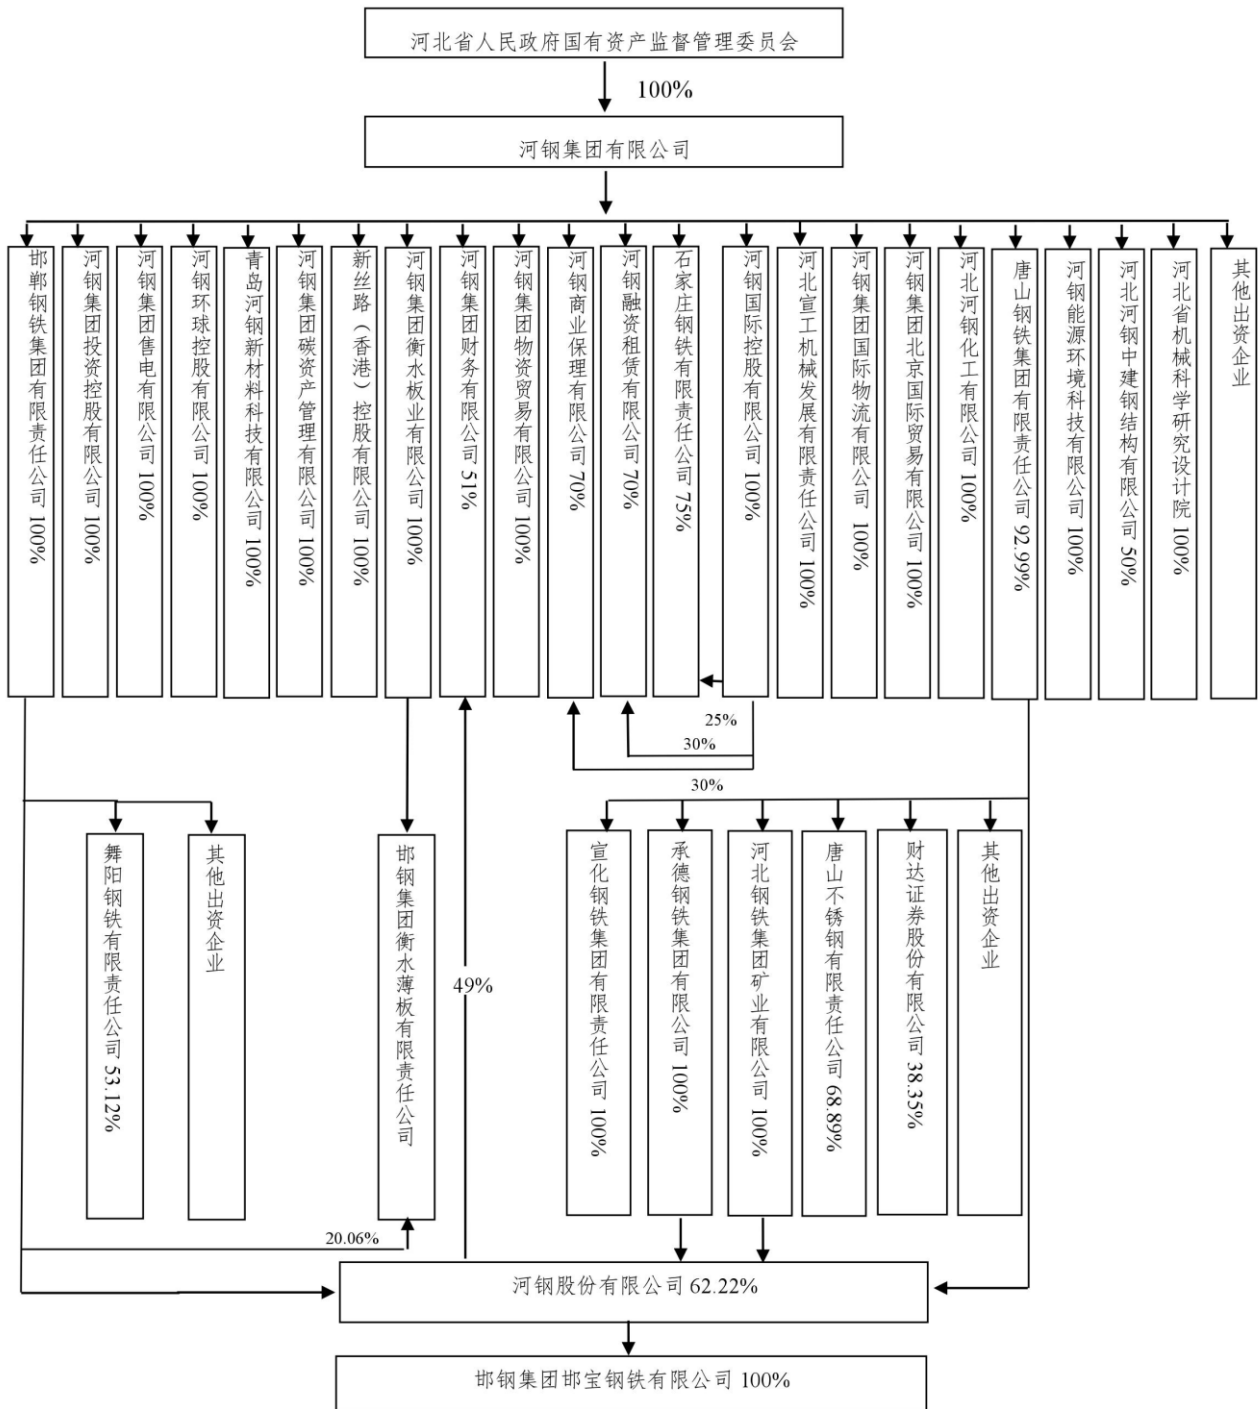 河北省人民政府国有资产监督管理委员会
100%
河钢集团有限公司
邯郸钢铁集团有限责任公司 100%
河钢集团投资控股有限公司 100%
河钢集团售电有限公司 100%
河钢环球控股有限公司 100%
青岛河钢新材料科技有限公司 100%
河钢集团碳资产管理有限公司 100%
新丝路（香港）控股有限公司 100%
河钢集团衡水板业有限公司 100%
河钢集团财务有限公司 51%
河钢集团物资贸易有限公司 100%
河钢商业保理有限公司 70%
河钢融资租赁有限公司 70%
石家庄钢铁有限责任公司 75%
河钢国际控股有限公司 100%
河北宣工机械发展有限责任公司 100%
河钢集团国际物流有限公司 100%
河钢集团北京国际贸易有限公司 100%
河北河钢化工有限公司 100%
唐山钢铁集团有限责任公司 92.99%
河钢能源环境科技有限公司 100%
河北河钢中建钢结构有限公司 50%
河北省机械科学研究设计院 100%
其他出资企业
25%
30%
30%
舞阳钢铁有限责任公司 53.12%
其他出资企业
邯钢集团衡水薄板有限责任公司
49%
宣化钢铁集团有限责任公司 100%
承德钢铁集团有限公司 100%
河北钢铁集团矿业有限公司 100%
唐山不锈钢有限责任公司 68.89%
财达证券股份有限公司 38.35%
其他出资企业
20.06%
河钢股份有限公司 62.22%
邯钢集团邯宝钢铁有限公司 100%